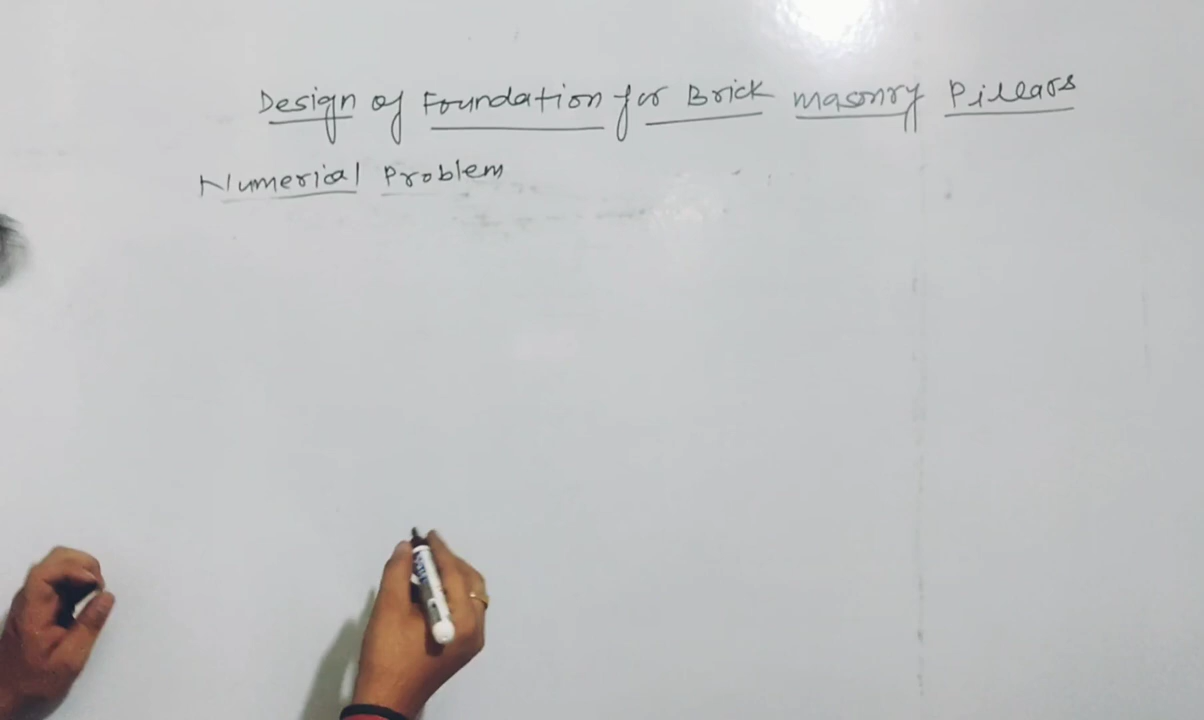 Design of Foundation for Brick masonry Pillars
Numerical Problem